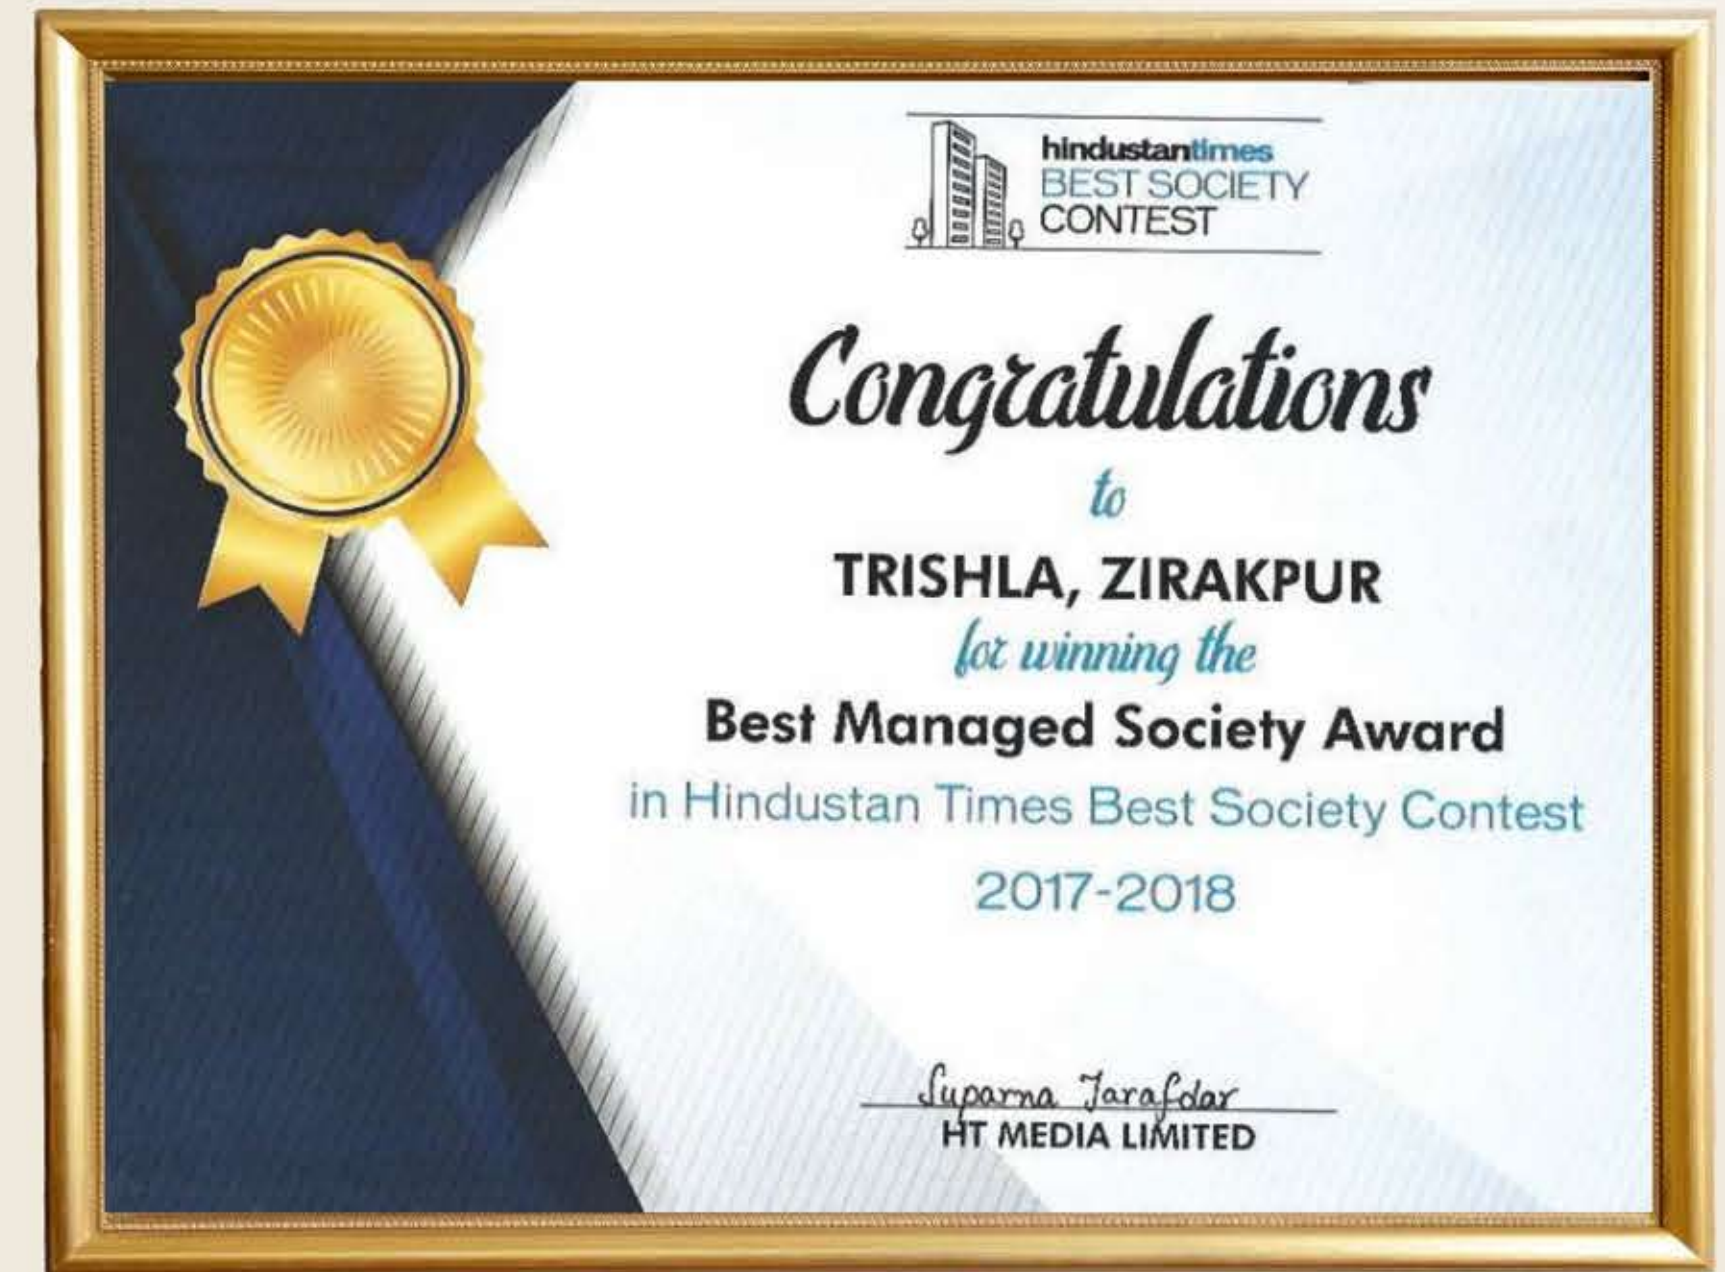 hindustantimes
BEST SOCIETY
CONTEST
Congratulations
to
TRISHLA, ZIRAKPUR
for winning the
Best Managed Society Award
in Hindustan Times Best Society Contest
2017-2018
Suparna Tarafdar
HT MEDIA LIMITED